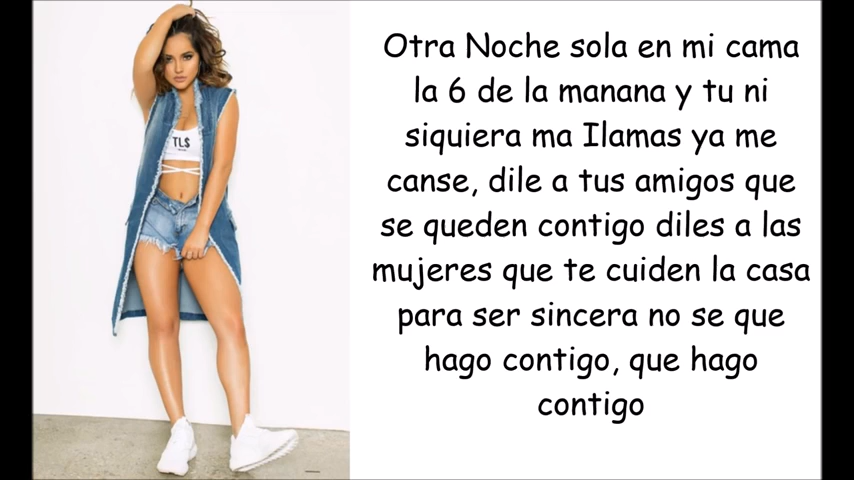 TL$
Otra Noche sola en mi cama
la 6 de la manana y tu ni
siquiera ma Ilamas ya me
canse, dile a tus amigos que
se queden contigo diles a las
mujeres que te cuiden la casa
para ser sincera no se que
hago contigo, que hago
contigo